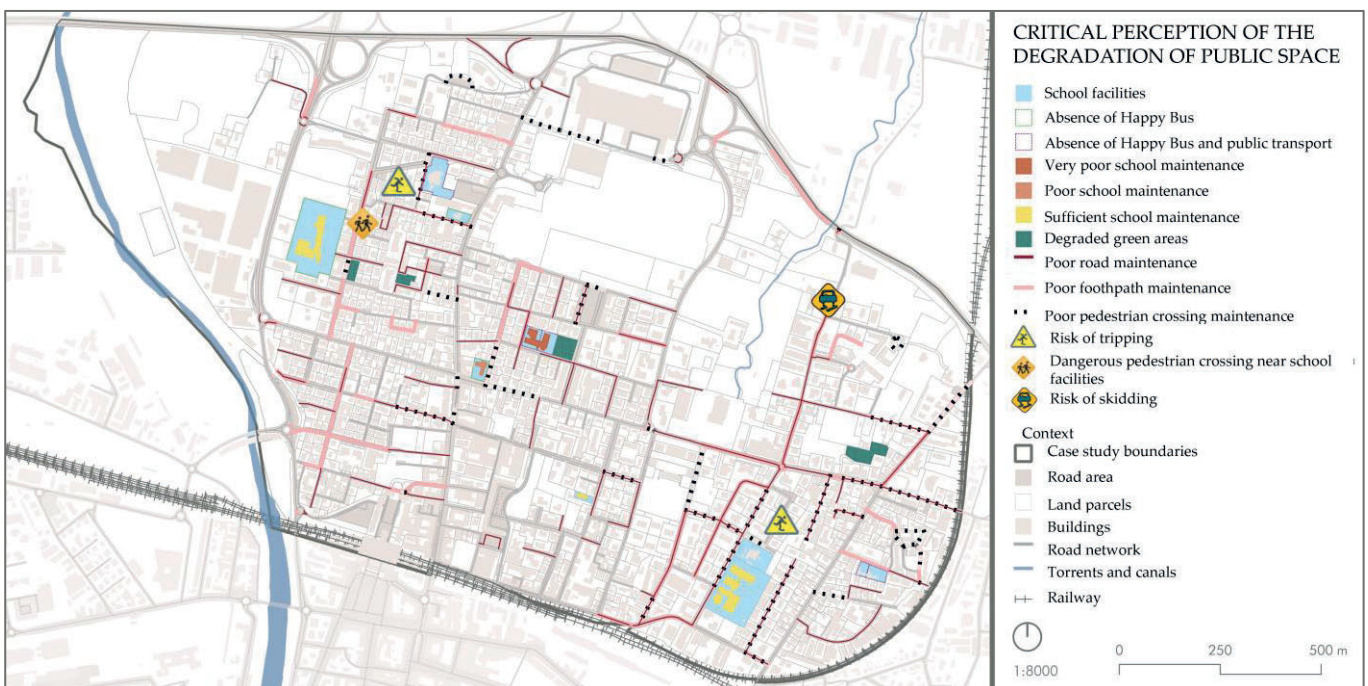 CRITICAL PERCEPTION OF THE
DEGRADATION OF PUBLIC SPACE
School facilities
Absence of Happy Bus
Absence of Happy Bus and public transport
Very poor school maintenance
Poor school maintenance
Sufficient school maintenance
Degraded green areas
Poor road maintenance
Poor foothpath maintenance
Poor pedestrian crossing maintenance
Risk of tripping
Dangerous pedestrian crossing near school
facilities
Risk of skidding
Context
Case study boundaries
Road area
Land parcels
Buildings
Road network
Torrents and canals
Railway
1:8000
0 250 500 m